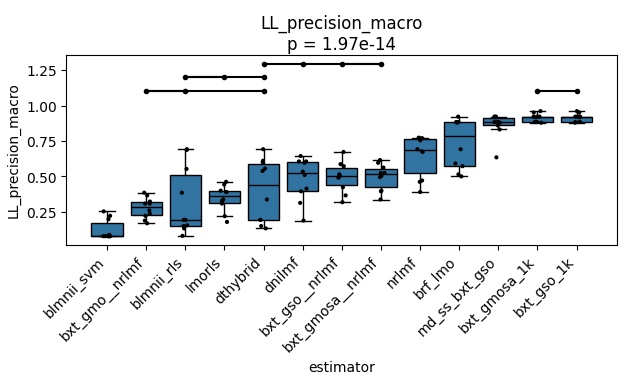 LL_precision_macro
p = 1.97e-14
LL_precision_macro
1.25
1.00
0.75
0.50
0.25
blmnii_svm
bxt_gmo__nrlmf
blmnii_rls
lmorls
dthybrid
dnilmf
bxt_gso__nrlmf
bxt_gmosa__nrlmf
nrlmf
brf_lmo
md_ss_bxt_gso
bxt_gmosa_1k
bxt_gso_1k
estimator